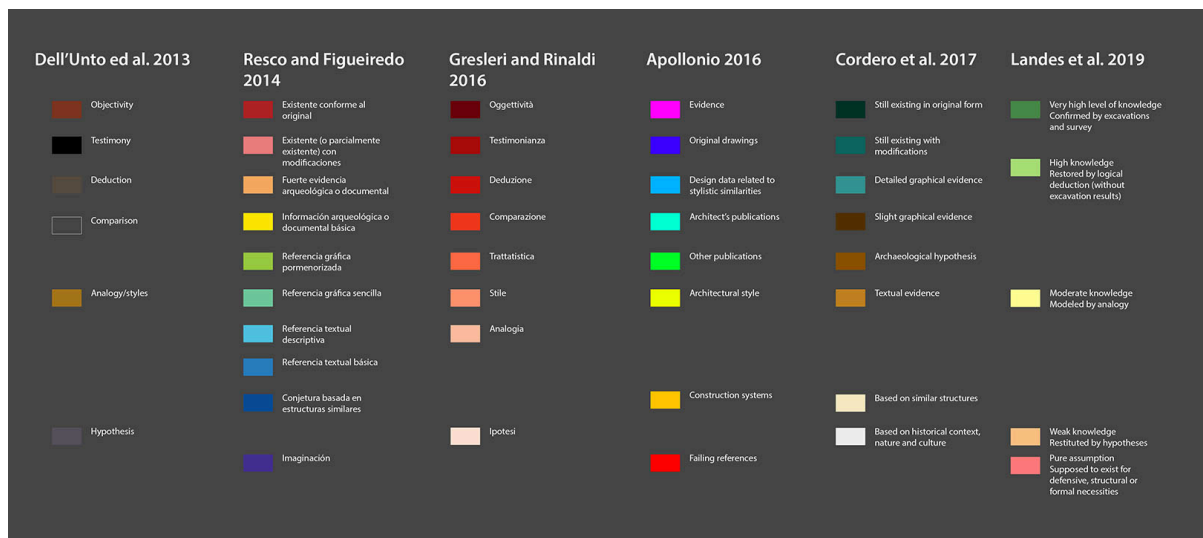 Dell'Unto ed al. 2013
Objectivity
Testimony
Deduction
Comparison
Analogy/styles
Hypothesis
Resco and Figueiredo
2014
Existente conforme al
original
Existente (o parcialmente
existente) con
modificaciones
Fuerte evidencia
arqueológica o documental
Información arqueológica o
documental básica
Referencia gráfica
pormenorizada
Referencia gráfica sencilla
Referencia textual
descriptiva
Referencia textual básica
Conjetura basada en
estructuras similares
Imaginación
Gresleri and Rinaldi
2016
Oggettività
Testimonianza
Deduzione
Comparazione
Trattatistica
Stile
Analogia
Ipotesi
Apollonio 2016
Evidence
Original drawings
Design data related to
stylistic similarities
Architect's publications
Other publications
Architectural style
Construction systems
Failing references
Cordero et al. 2017
Still existing in original form
Still existing with
modifications
Detailed graphical evidence
Slight graphical evidence
Archaeological hypothesis
Textual evidence
Based on similar structures
Based on historical context,
nature and culture
Landes et al. 2019
Very high level of knowledge
Confirmed by excavations
and survey
High knowledge
Restored by logical
deduction (without
excavation results)
Moderate knowledge
Modeled by analogy
Weak knowledge
Restituted by hypotheses
Pure assumption
Supposed to exist for
defensive, structural or
formal necessities